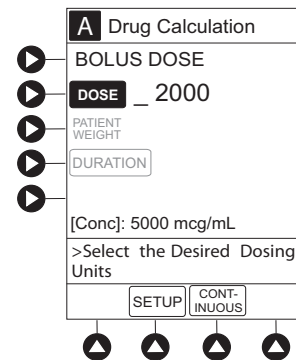 A Drug Calculation
BOLUS DOSE
DOSE _ 2000
PATIENT
WEIGHT
DURATION
[Conc]: 5000 mcg/mL
>Select the Desired Dosing
Units
SETUP CONT-
INUOUS